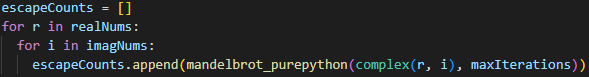 escapeCounts = []
for r in realNums:
  for i in imagNums:
    escapeCounts.append(mandelbrot_purepython(complex(r, i), maxIterations))